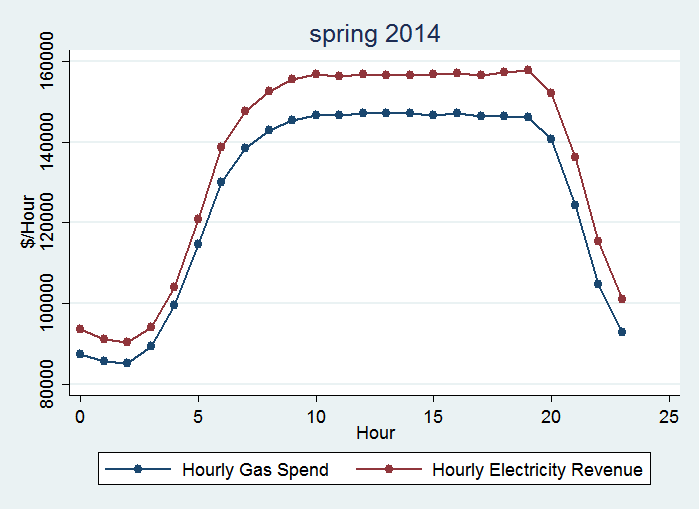 spring 2014
160000
140000
120000
100000
80000
$/Hour
0 5 10 15 20 25
Hour
Hourly Gas Spend Hourly Electricity Revenue